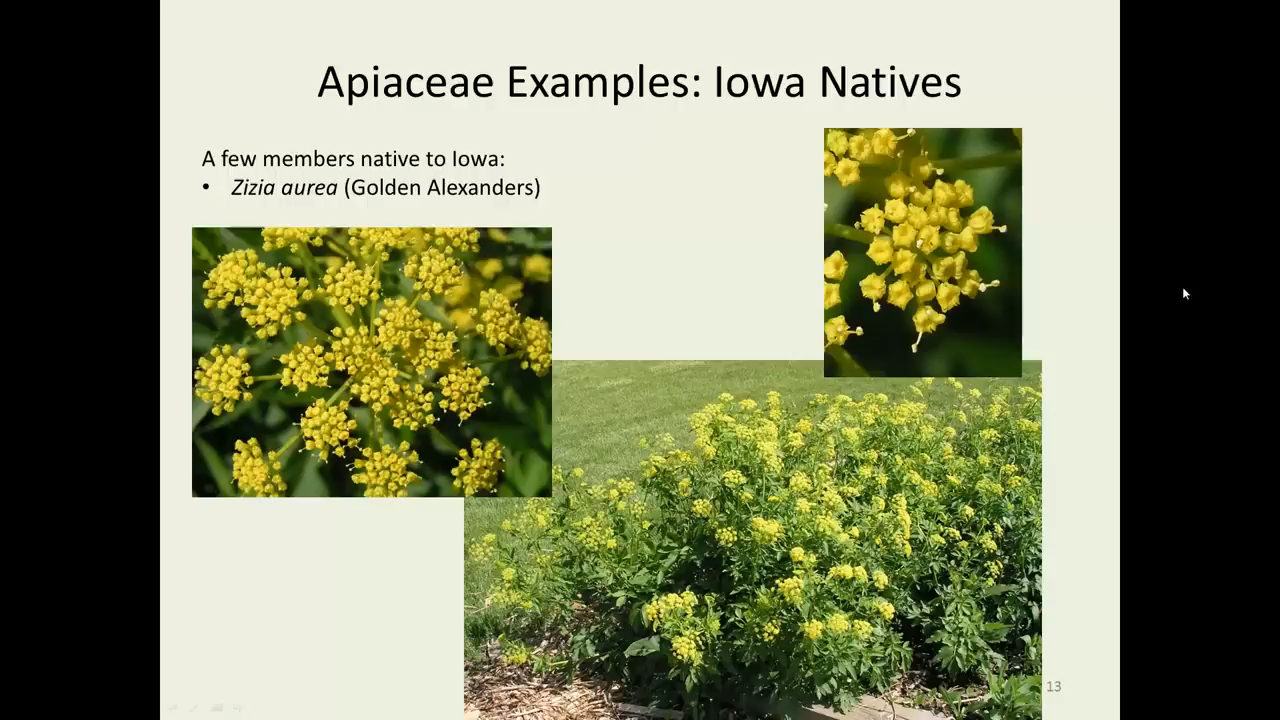 Apiaceae Examples: Iowa Natives
A few members native to Iowa:
• Zizia aurea (Golden Alexanders)
13